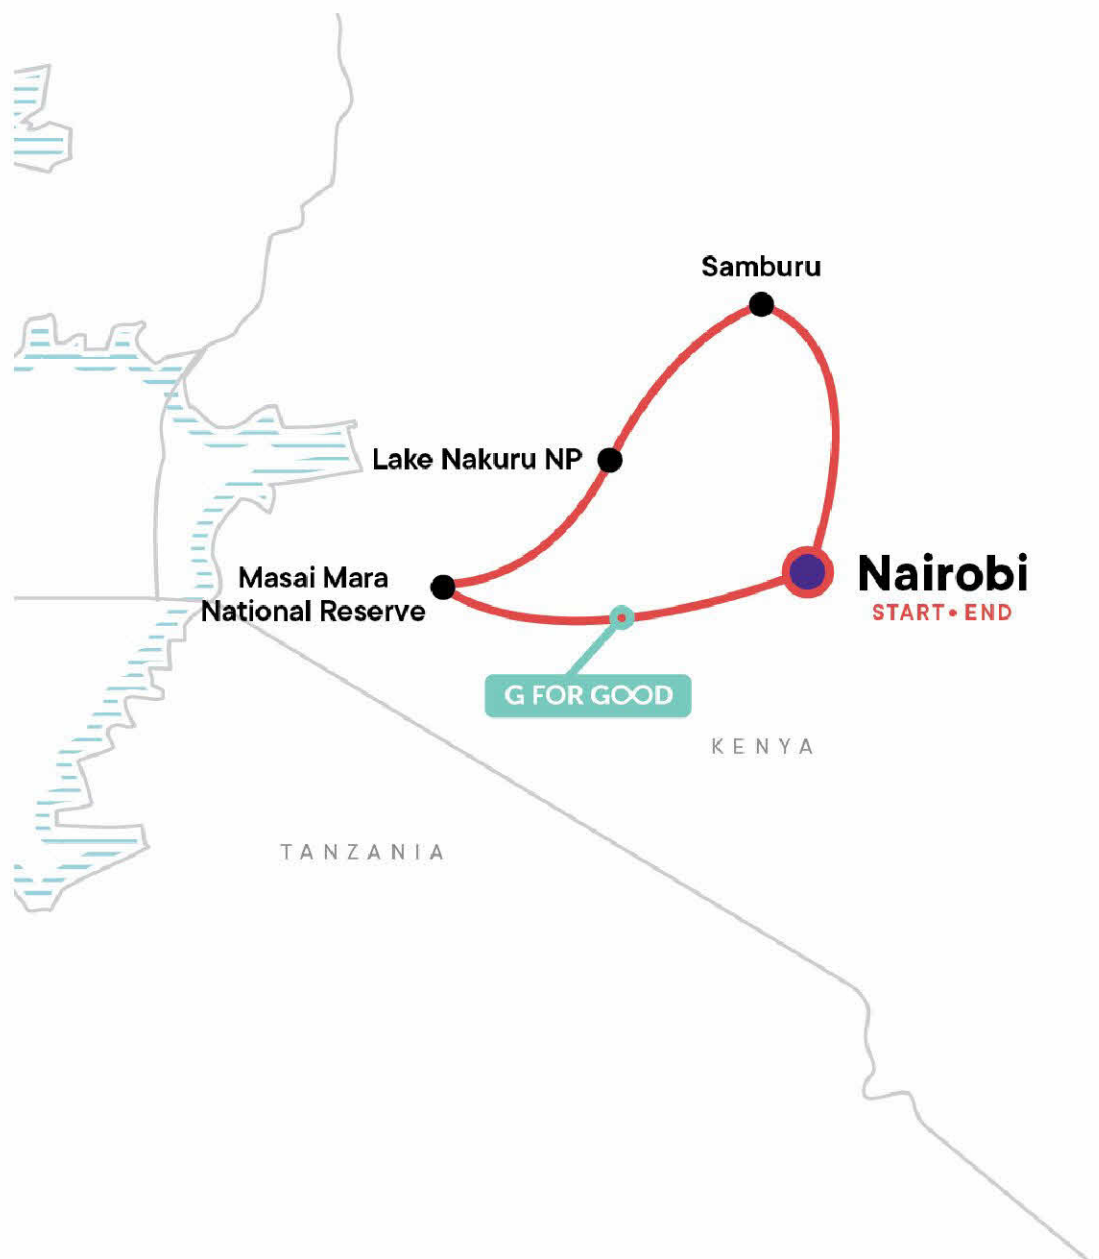 Samburu
Lake Nakuru NP
Masai Mara
National Reserve
Nairobi
START • END
G FOR GOOD
KENYA
TANZANIA